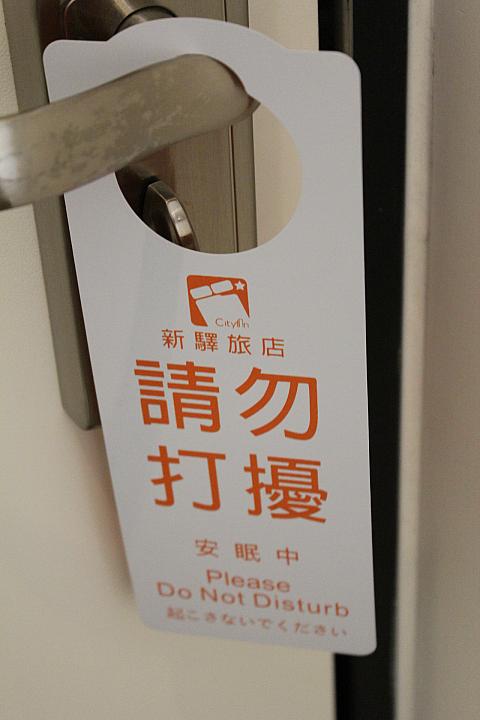 CityInn
新驛旅店
請勿
打擾
安眠中
Please
Do Not Disturb
起こさないでください